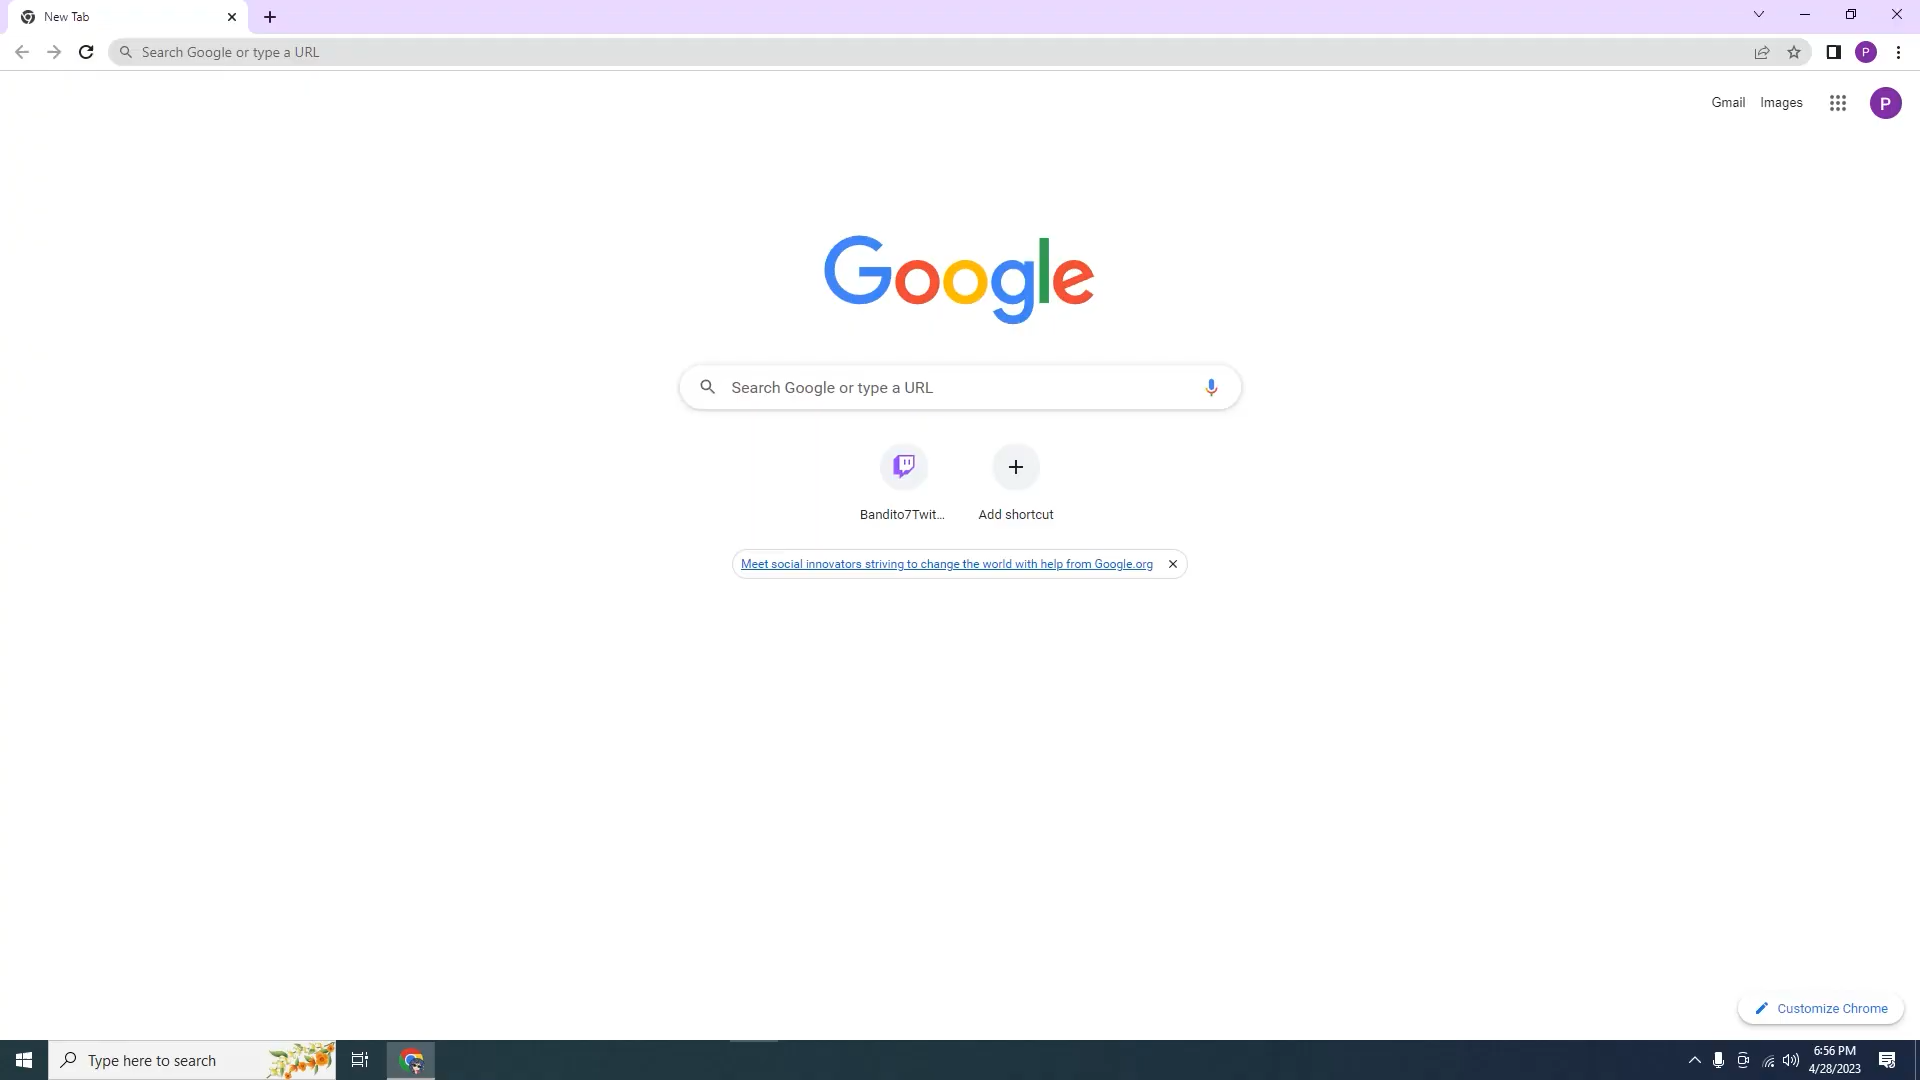 New Tab
Search Google or type a URL
P
Gmail Images
P
Google
Search Google or type a URL
Bandito7Twit... Add shortcut
Meet social innovators striving to change the world with help from Google.org
Customize Chrome
Type here to search
6:56 PM
4/28/2023